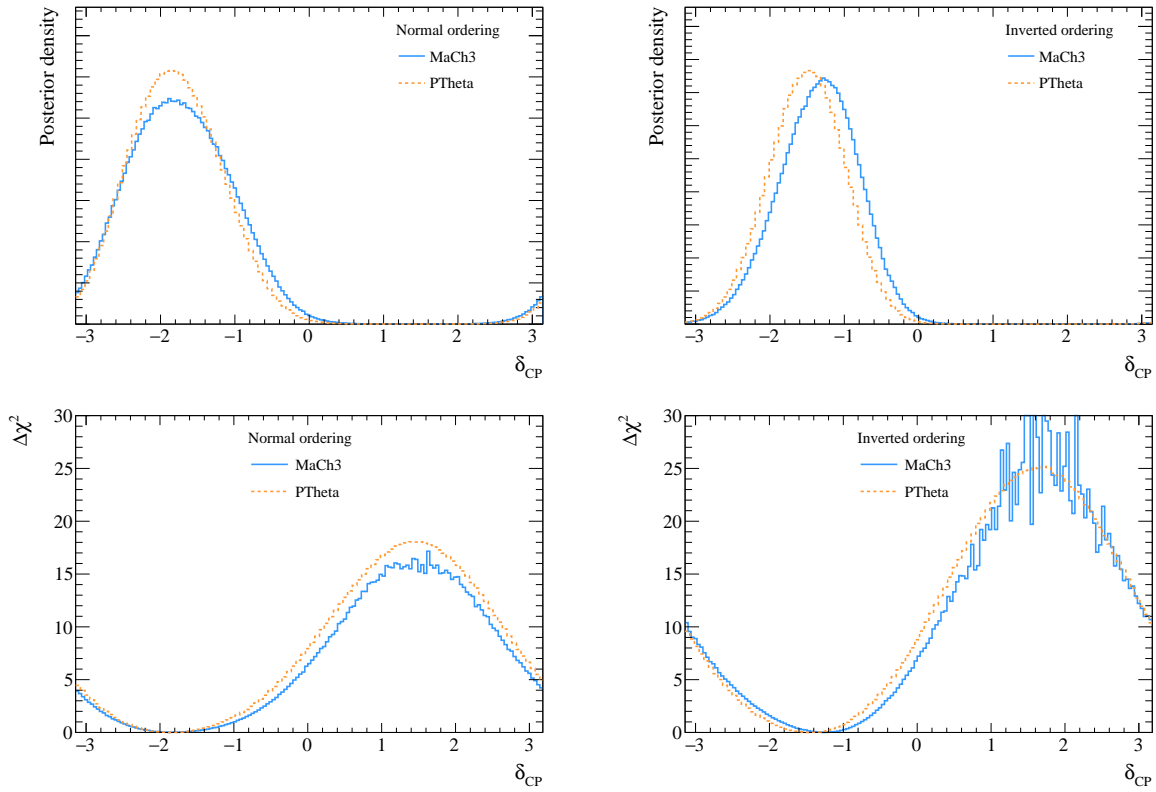 Posterior density
Normal ordering
MaCh3
PTheta
−3 −2 −1 0 1 2 3
δCP
Posterior density
Inverted ordering
MaCh3
PTheta
−3 −2 −1 0 1 2 3
δCP
Δχ²
30
25
20
15
10
5
0
Normal ordering
MaCh3
PTheta
−3 −2 −1 0 1 2 3
δCP
Δχ²
30
25
20
15
10
5
0
Inverted ordering
MaCh3
PTheta
−3 −2 −1 0 1 2 3
δCP